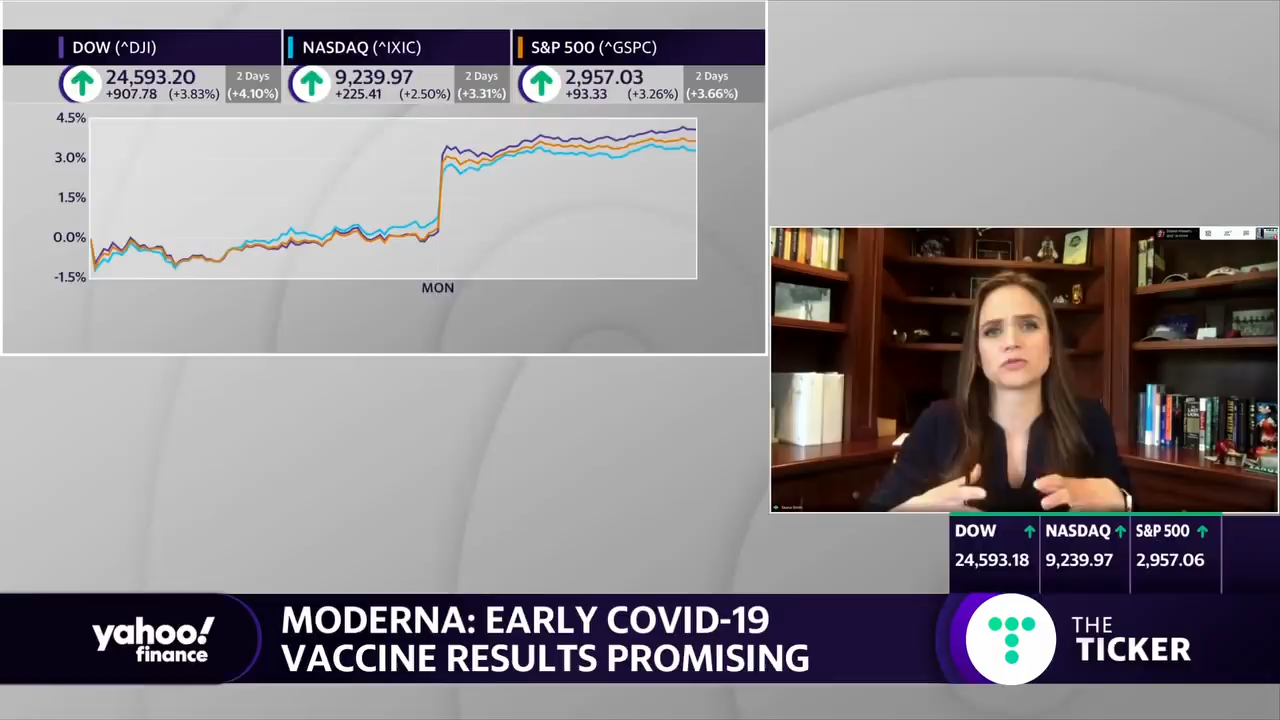 DOW (^DJI)
24,593.20
+907.78 (+3.83%)
2 Days
(+4.10%)
NASDAQ (^IXIC)
9,239.97
+225.41 (+2.50%)
2 Days
(+3.31%)
S&P 500 (^GSPC)
2,957.03
+93.33 (+3.26%)
2 Days
(+3.66%)
4.5%
3.0%
1.5%
0.0%
-1.5%
MON
DOW
24,593.18
NASDAQ
9,239.97
S&P 500
2,957.06
yahoo!
finance
MODERNA: EARLY COVID-19
VACCINE RESULTS PROMISING
THE
TICKER